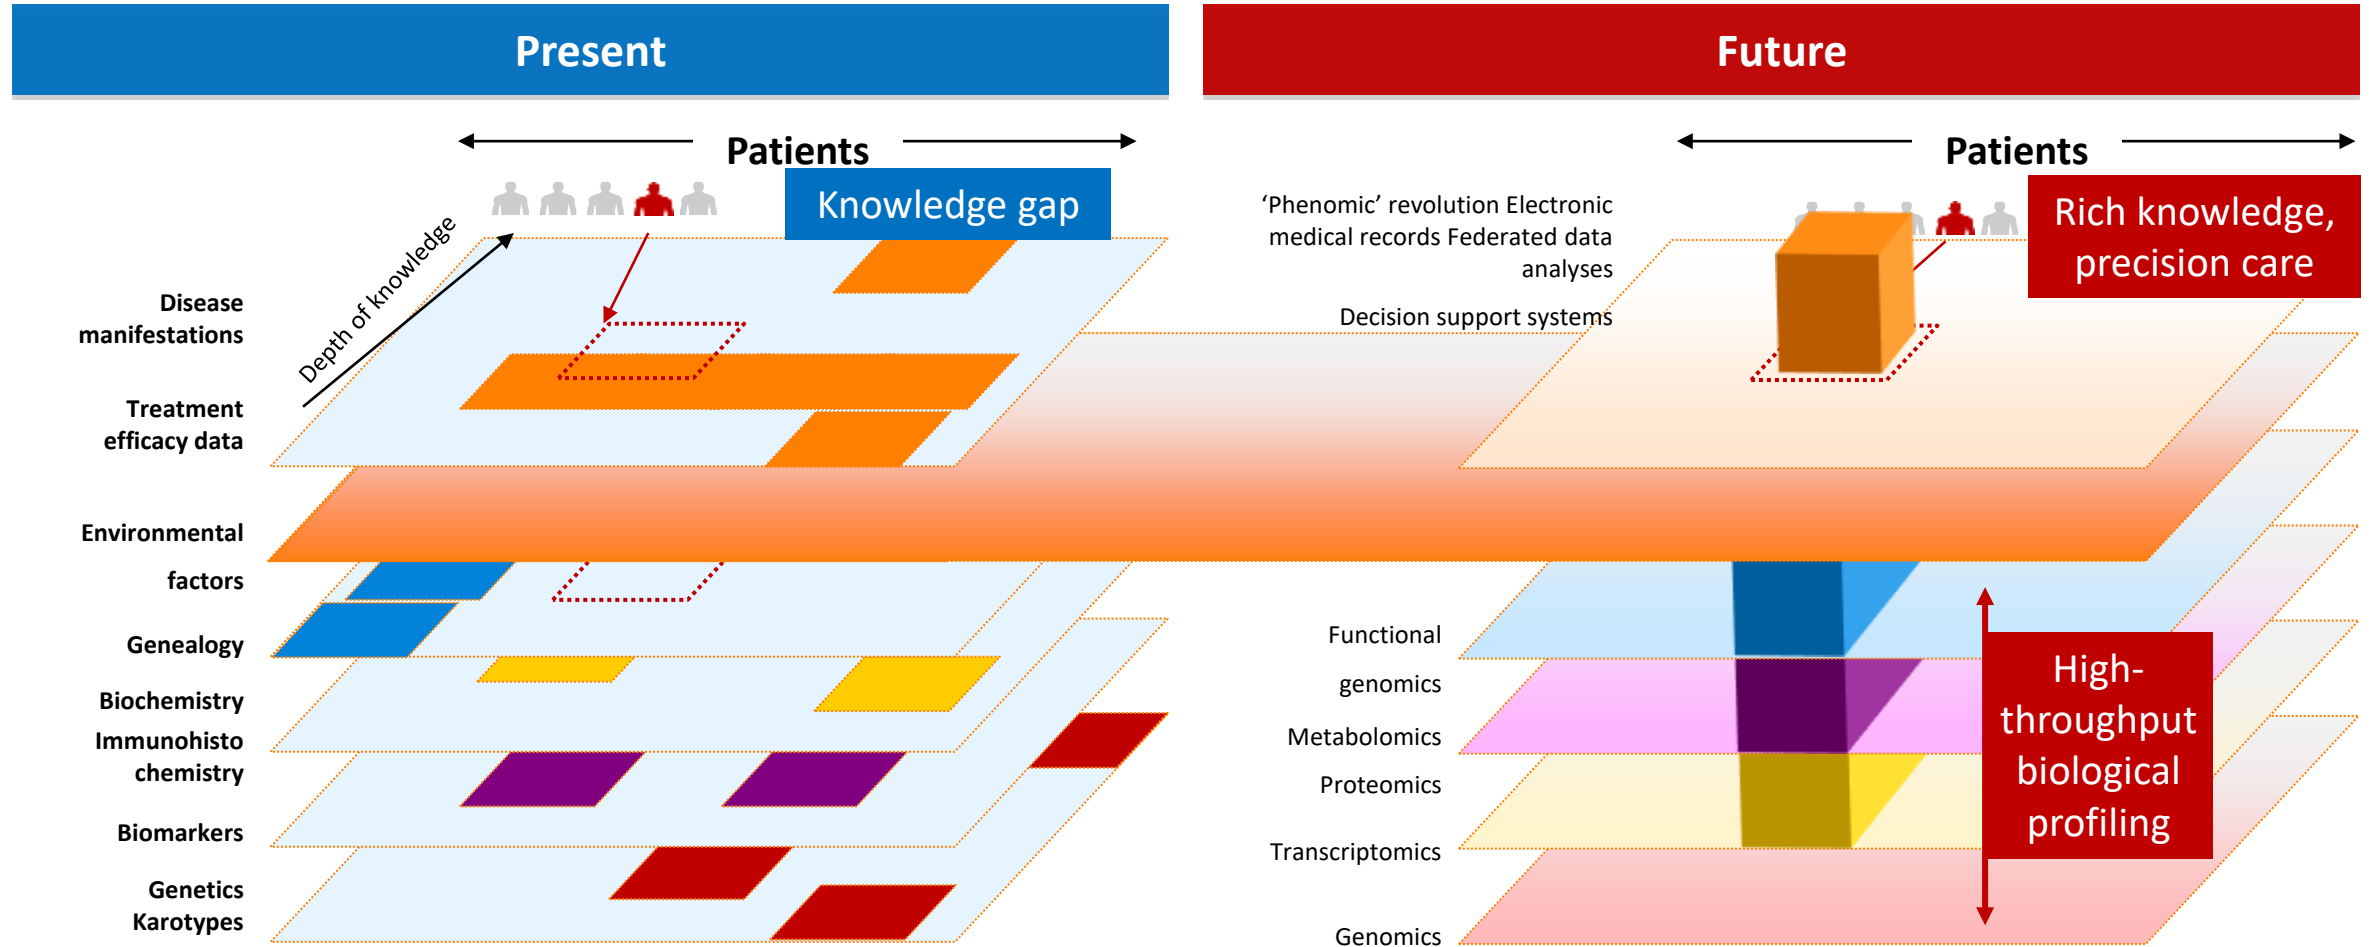 Present
Patients
Knowledge gap
Depth of knowledge
Disease
manifestations
Treatment
efficacy data
Environmental
factors
Genealogy
Biochemistry
Immunohisto
chemistry
Biomarkers
Genetics
Karotypes
Future
Patients
‘Phenomic’ revolution Electronic
medical records Federated data
analyses
Decision support systems
Rich knowledge,
precision care
Functional
genomics
Metabolomics
Proteomics
Transcriptomics
Genomics
High-
throughput
biological
profiling